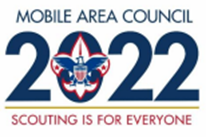 MOBILE AREA COUNCIL
2022
SCOUTING IS FOR EVERYONE